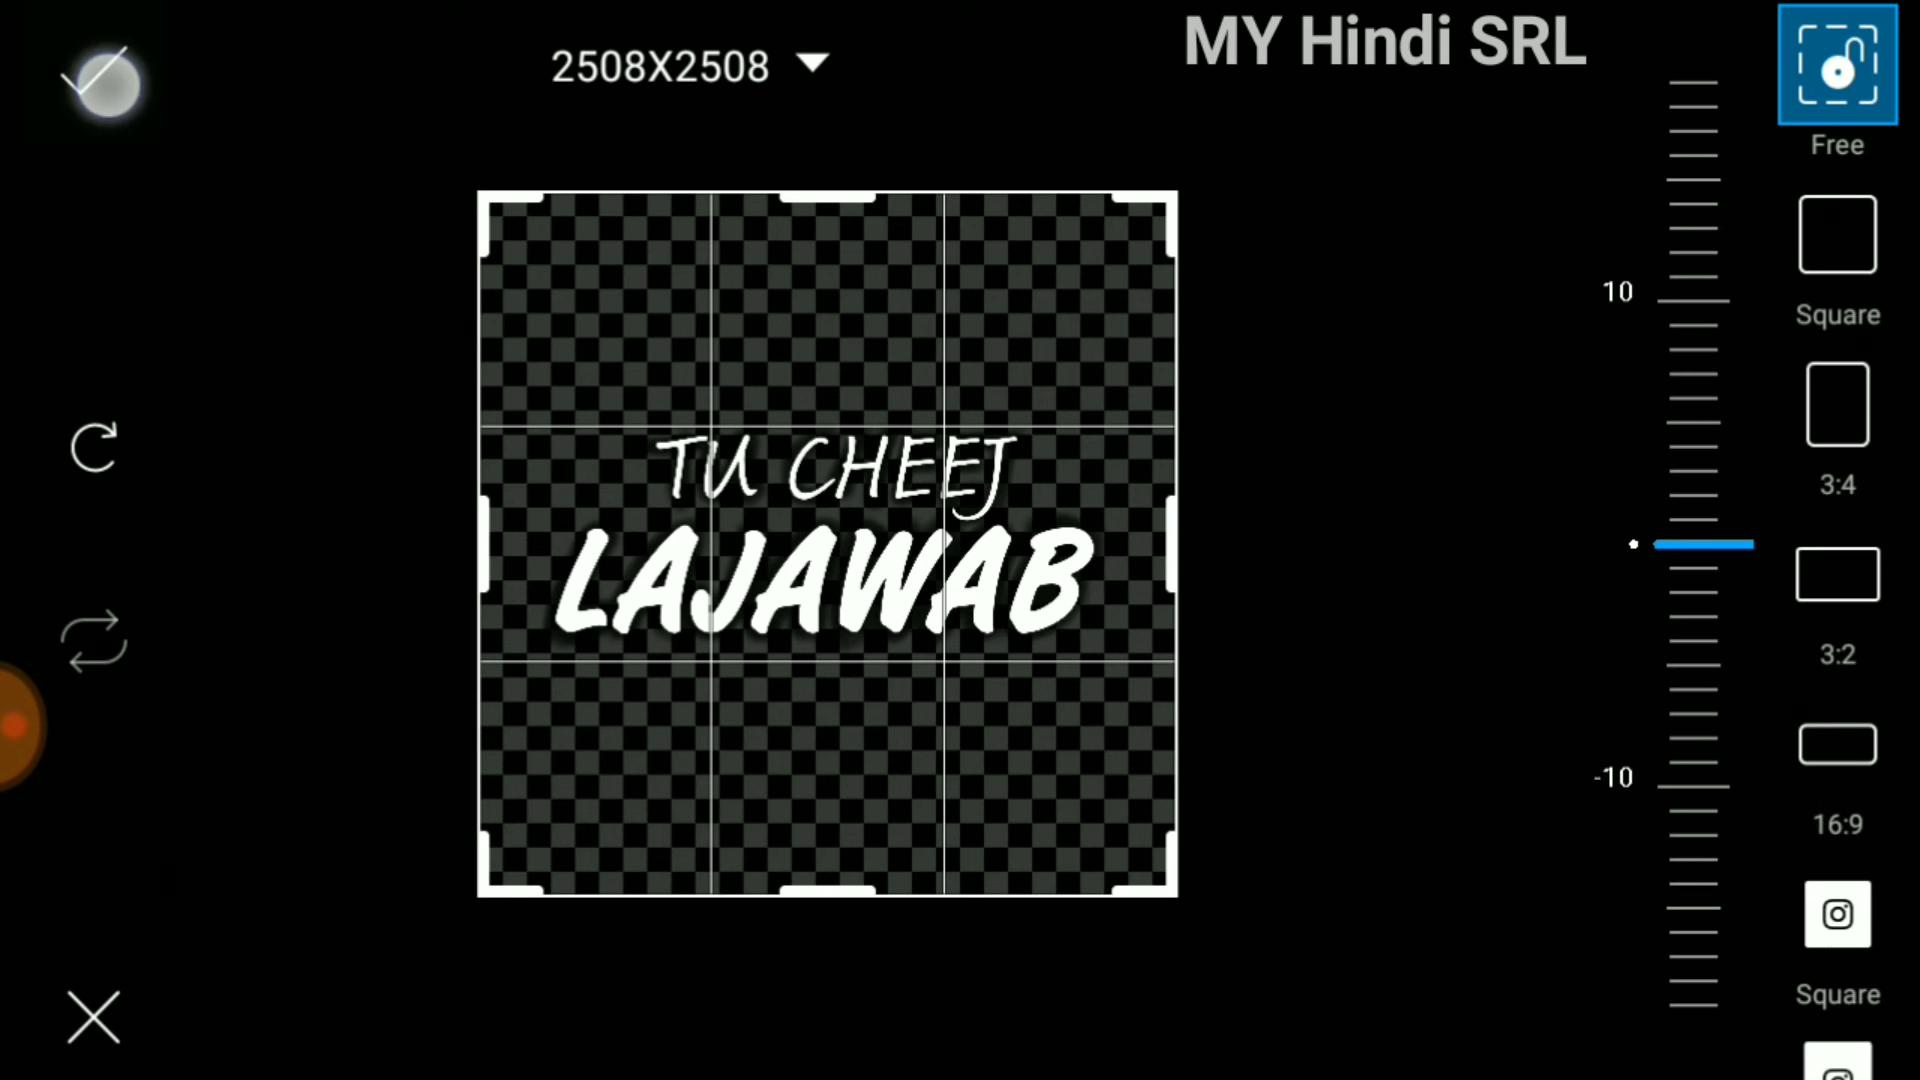 MY Hindi SRL
2508X2508
Free
Square
10
3:4
TU CHEEJ
LAJAWAB
3:2
-10
16:9
Square